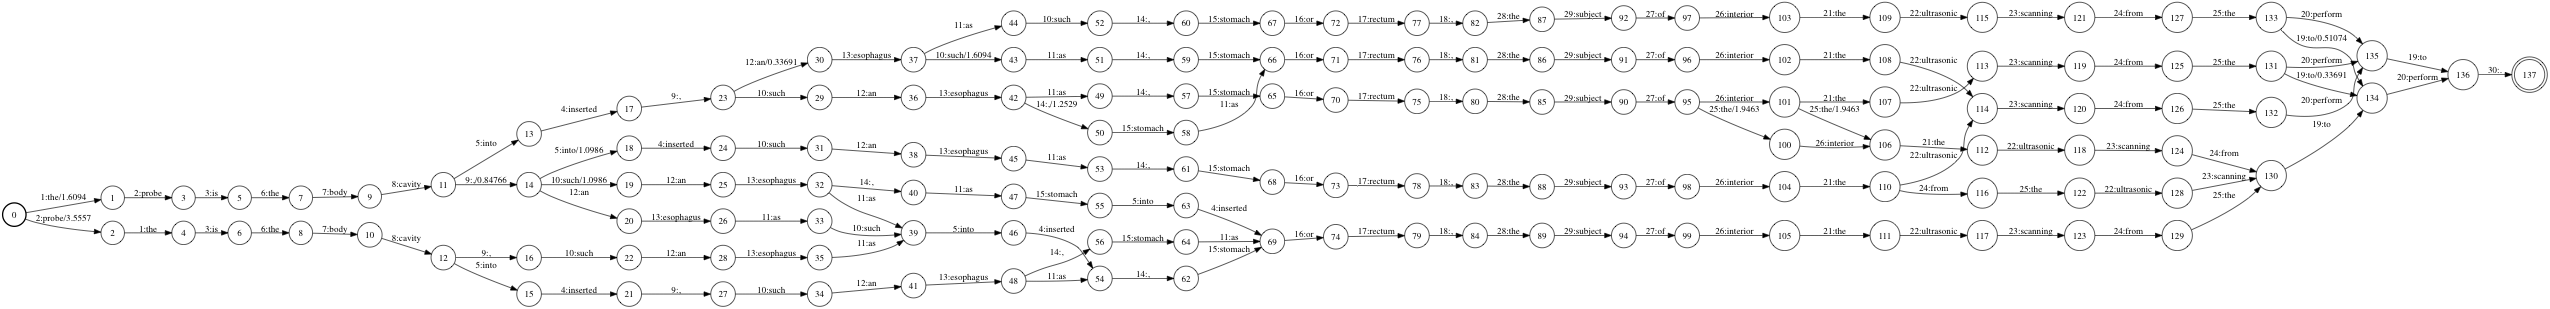 11:as 44 10:such 52 14:, 60 15:stomach 67 16:or 72 17:rectum 77 18:, 82 28:the 87 29:subject 92 27:of 97 26:interior 103 21:the 109 22:ultrasonic 115 23:scanning 121 24:from 127 25:the 133 20:perform
19:to/0.51074
12:an/0.33691 30 13:esophagus 37 10:such/1.6094 43 11:as 51 14:, 59 15:stomach 66 16:or 71 17:rectum 76 18:, 81 28:the 86 29:subject 91 27:of 96 26:interior 102 21:the 108 22:ultrasonic 113 23:scanning 119 24:from 125 25:the 131 20:perform 135 19:to
19:to/0.33691 20:perform 136 30:. 137
4:inserted 17 9:, 23 10:such 29 12:an 36 13:esophagus 42 11:as 49 14:, 57 15:stomach 65 16:or 70 17:rectum 75 18:, 80 28:the 85 29:subject 90 27:of 95 26:interior 101 21:the 107 22:ultrasonic 114 23:scanning 120 24:from 126 25:the 132 20:perform 134
14:,/1.2529 50 15:stomach 58 11:as 25:the/1.9463 25:the/1.9463 19:to
5:into 13 100 26:interior 106 21:the 112 22:ultrasonic 118 23:scanning 124 24:from
5:into/1.0986 18 4:inserted 24 10:such 31 12:an 38 13:esophagus 45 11:as 53 14:, 61 15:stomach 68 16:or 73 17:rectum 78 18:, 83 28:the 88 29:subject 93 27:of 98 26:interior 104 21:the 110 22:ultrasonic
8:cavity 11 9:,/0.84766 14 10:such/1.0986 19 12:an 25 13:esophagus 32 14:, 40 11:as 47 15:stomach 55 5:into 63 4:inserted 24:from 116 25:the 122 22:ultrasonic 128 23:scanning 130
0 1:the/1.6094 1 2:probe 3 3:is 5 6:the 7 7:body 9 12:an 20 13:esophagus 26 11:as 33 11:as 10:such
2:probe/3.5557 2 1:the 4 3:is 6 6:the 8 7:body 10 8:cavity 39 5:into 46 4:inserted 56 15:stomach 64 11:as 69 16:or 74 17:rectum 79 18:, 84 28:the 89 29:subject 94 27:of 99 26:interior 105 21:the 111 22:ultrasonic 117 23:scanning 123 24:from 129 25:the
12 9:, 16 10:such 22 12:an 28 13:esophagus 35 11:as 14:, 15:stomach
5:into 15 4:inserted 21 9:, 27 10:such 34 12:an 41 13:esophagus 48 11:as 54 14:, 62